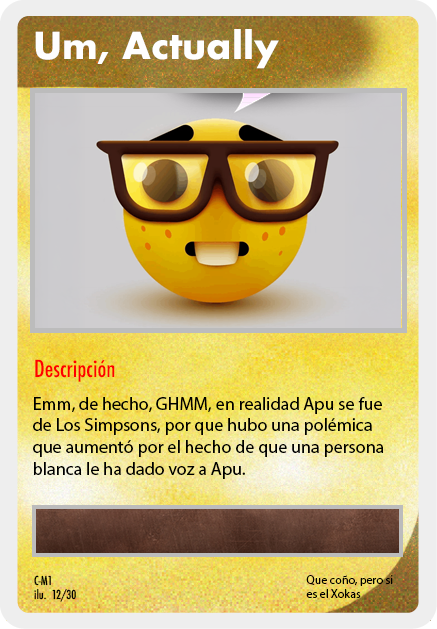 Um, Actually
Descripción
Emm, de hecho, GHMM, en realidad Apu se fue
de Los Simpsons, por que hubo una polémica
que aumentó por el hecho de que una persona
blanca le ha dado voz a Apu.
C-M1
ilu. 12/30
Que coño, pero si
es el Xokas